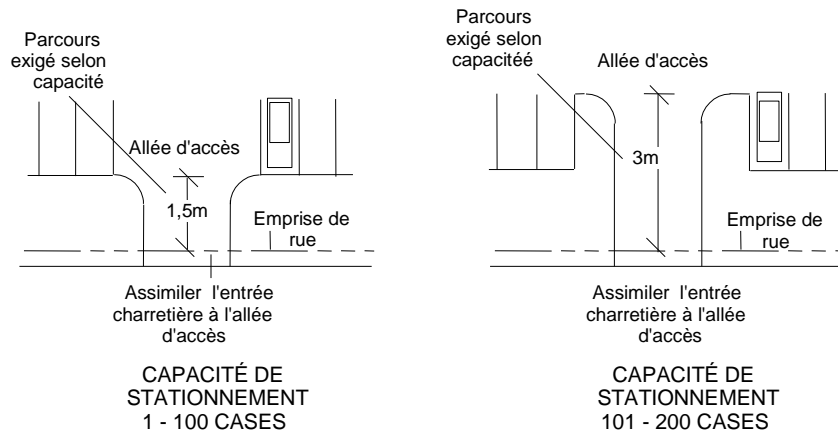 Parcours
exigé selon
capacité
Allée d'accès
1,5m
Emprise de
rue
Assimiler l'entrée
charretière à l'allée
d'accès
CAPACITÉ DE
STATIONNEMENT
1 - 100 CASES
Parcours
exigé selon
capacitéé
Allée d'accès
3m
Emprise de
rue
Assimiler l'entrée
charretière à l'allée
d'accès
CAPACITÉ DE
STATIONNEMENT
101 - 200 CASES